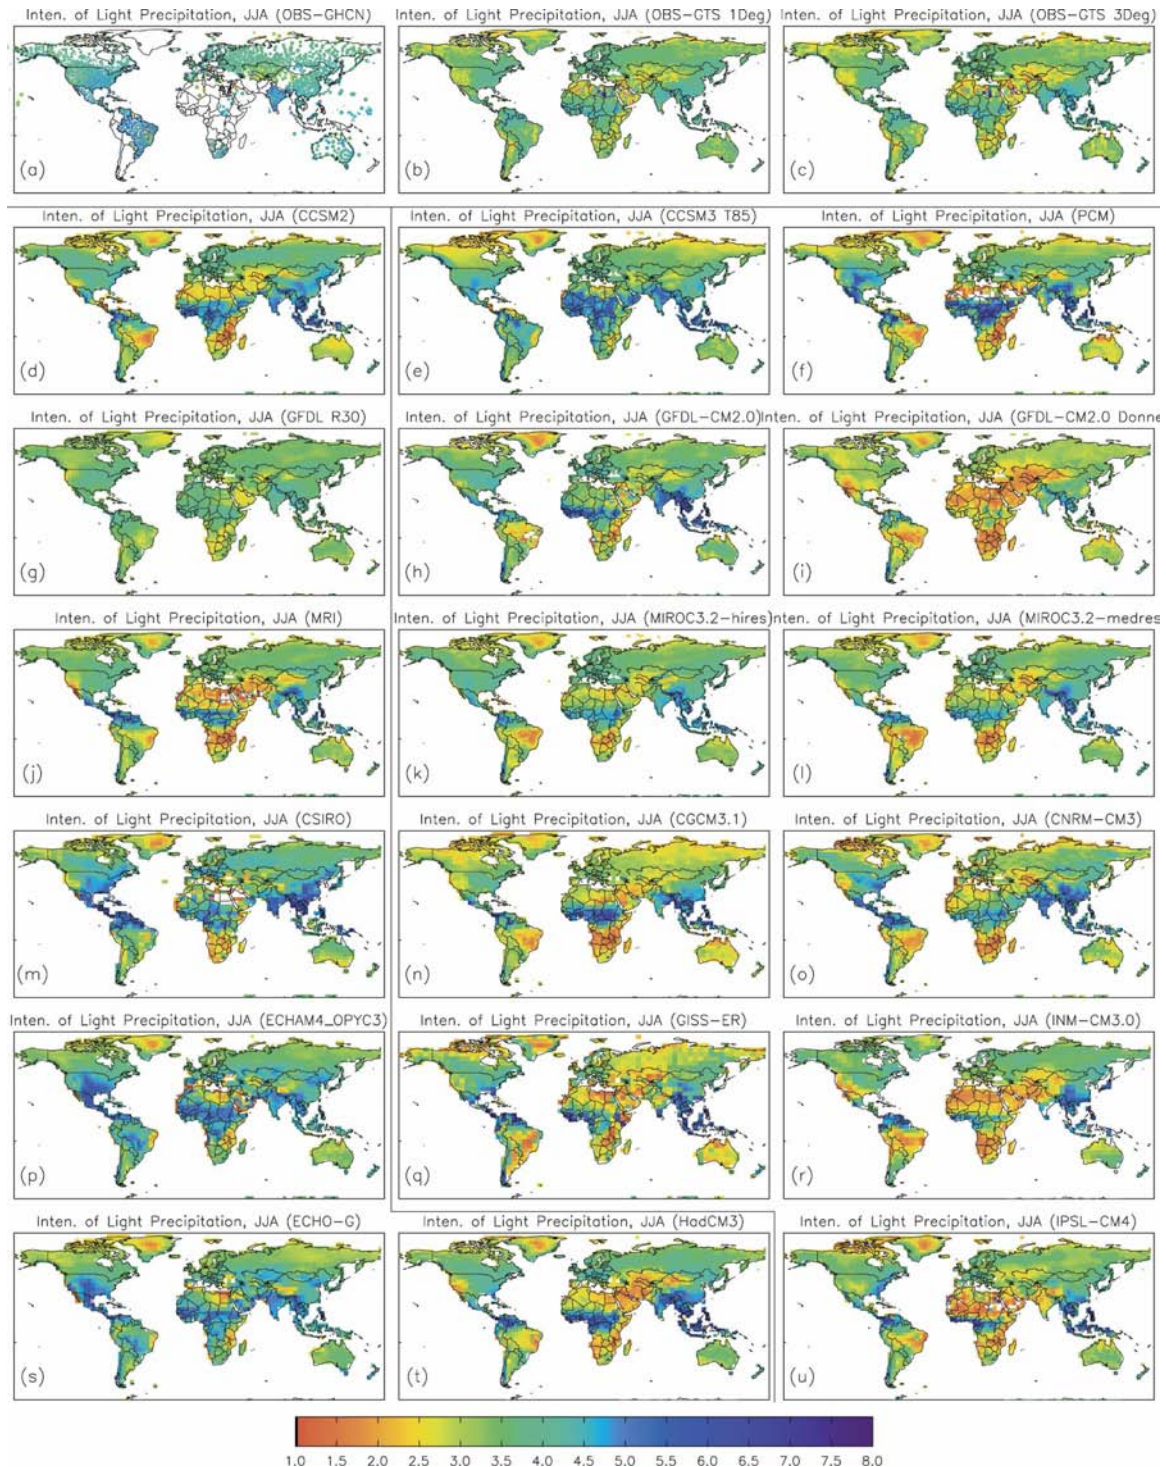 Inten. of Light Precipitation, JJA (OBS-GHCN)
Inten. of Light Precipitation, JJA (OBS-GTS 1Deg)
Inten. of Light Precipitation, JJA (OBS-GTS 3Deg)
(a)
(b)
(c)
Inten. of Light Precipitation, JJA (CCSM2)
Inten. of Light Precipitation, JJA (CCSM3 T85)
Inten. of Light Precipitation, JJA (PCM)
(d)
(e)
(f)
Inten. of Light Precipitation, JJA (GFDL R30)
Inten. of Light Precipitation, JJA (GFDL-CM2.0)
Inten. of Light Precipitation, JJA (GFDL-CM2.0 Donne
(g)
(h)
(i)
Inten. of Light Precipitation, JJA (MRI)
Inten. of Light Precipitation, JJA (MIROC3.2-hires)
Inten. of Light Precipitation, JJA (MIROC3.2-medres
(j)
(k)
(l)
Inten. of Light Precipitation, JJA (CSIRO)
Inten. of Light Precipitation, JJA (CGCM3.1)
Inten. of Light Precipitation, JJA (CNRM-CM3)
(m)
(n)
(o)
Inten. of Light Precipitation, JJA (ECHAM4_OPYC3)
Inten. of Light Precipitation, JJA (GISS-ER)
Inten. of Light Precipitation, JJA (INM-CM3.0)
(p)
(q)
(r)
Inten. of Light Precipitation, JJA (ECHO-G)
Inten. of Light Precipitation, JJA (HadCM3)
Inten. of Light Precipitation, JJA (IPSL-CM4)
(s)
(t)
(u)
1.0 1.5 2.0 2.5 3.0 3.5 4.0 4.5 5.0 5.5 6.0 6.5 7.0 7.5 8.0